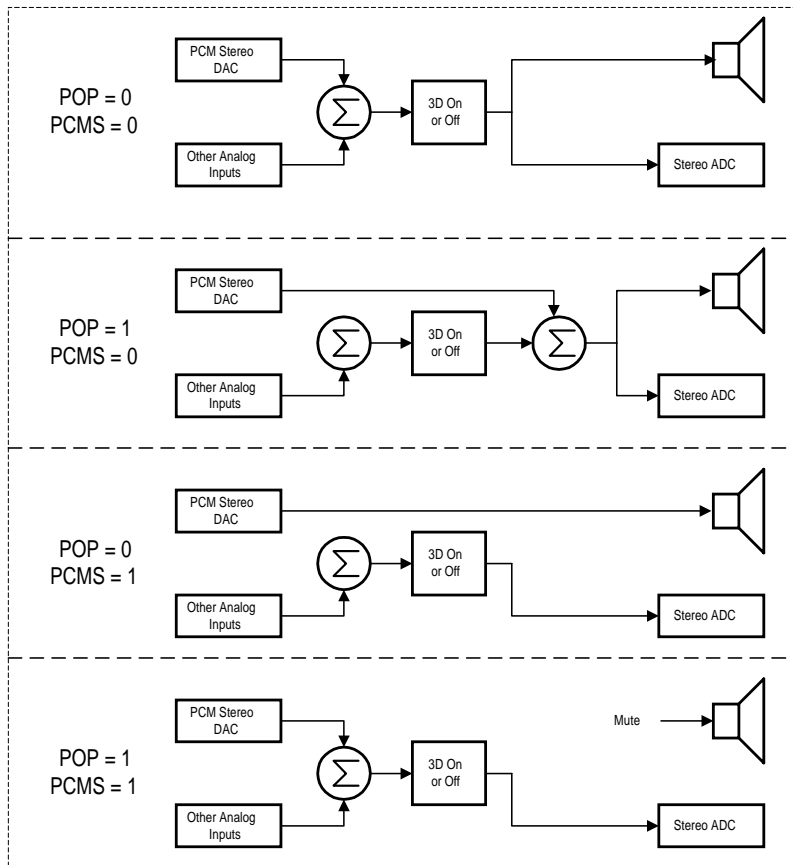 PCM Stereo
DAC
POP = 0
PCMS = 0
Σ
3D On
or Off
Other Analog
Inputs
Stereo ADC
PCM Stereo
DAC
POP = 1
PCMS = 0
Σ
3D On
or Off
Σ
Other Analog
Inputs
Stereo ADC
PCM Stereo
DAC
POP = 0
PCMS = 1
Σ
3D On
or Off
Other Analog
Inputs
Stereo ADC
PCM Stereo
DAC
Mute
POP = 1
PCMS = 1
Σ
3D On
or Off
Other Analog
Inputs
Stereo ADC